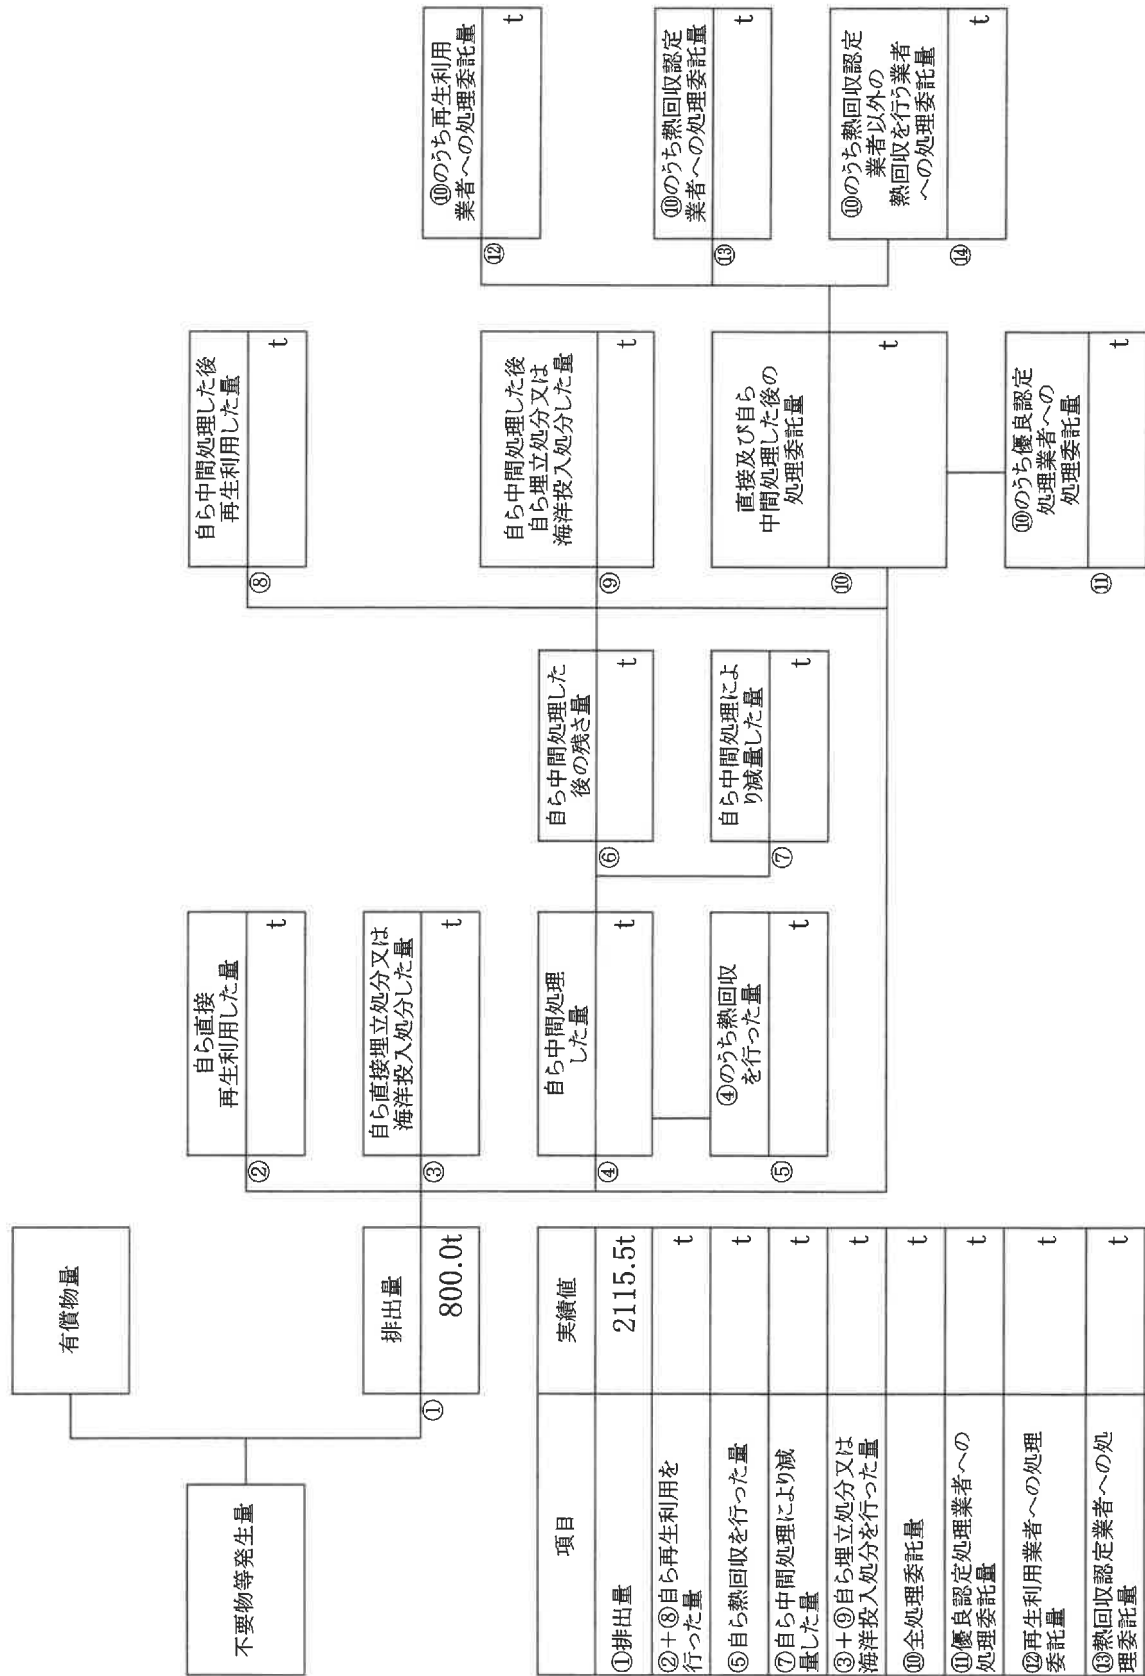 不要物等発生量
有償物量
①
排出量
800.0t
②
自ら直接
再生利用した量
t
③
自ら直接埋立処分又は
海洋投入処分した量
t
④
自ら中間処理
した量
t
⑤
④のうち熱回収
を行った量
t
⑥
自ら中間処理した
後の残さ量
t
⑦
自ら中間処理によ
り減量した量
t
⑧
自ら中間処理した後
再生利用した量
t
⑨
自ら中間処理した後
自ら埋立処分又は
海洋投入処分した量
t
⑩
直接及び自ら
中間処理した後の
処理委託量
t
⑪
⑩のうち優良認定
処理業者への
処理委託量
t
⑫
⑩のうち再生利用
業者への処理委託量
t
⑬
⑩のうち熱回収認定
業者への処理委託量
t
⑭
⑩のうち熱回収認定
業者以外の
熱回収を行う業者
への処理委託量
t
項目
実績値
①排出量
2115.5t
②+⑧自ら再生利用を
行った量
t
⑤自ら熱回収を行った量
t
⑦自ら中間処理により減
量した量
t
③+⑨自ら埋立処分又は
海洋投入処分を行った量
t
⑩全処理委託量
t
⑪優良認定処理業者への
処理委託量
t
⑫再生利用業者への処理
委託量
t
⑬熱回収認定業者への処
理委託量
t